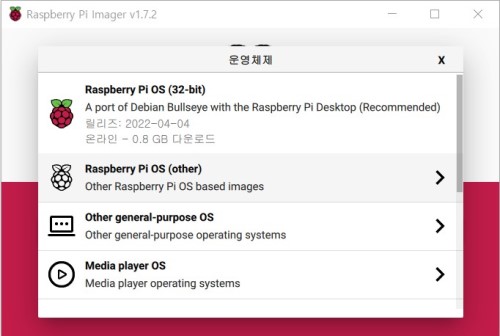 Raspberry Pi Imager v1.7.2
운영체제
X
Raspberry Pi OS (32-bit)
A port of Debian Bullseye with the Raspberry Pi Desktop (Recommended)
릴리즈: 2022-04-04
온라인 - 0.8 GB 다운로드
Raspberry Pi OS (other)
Other Raspberry Pi OS based images
Other general-purpose OS
Other general-purpose operating systems
Media player OS
Media player operating systems